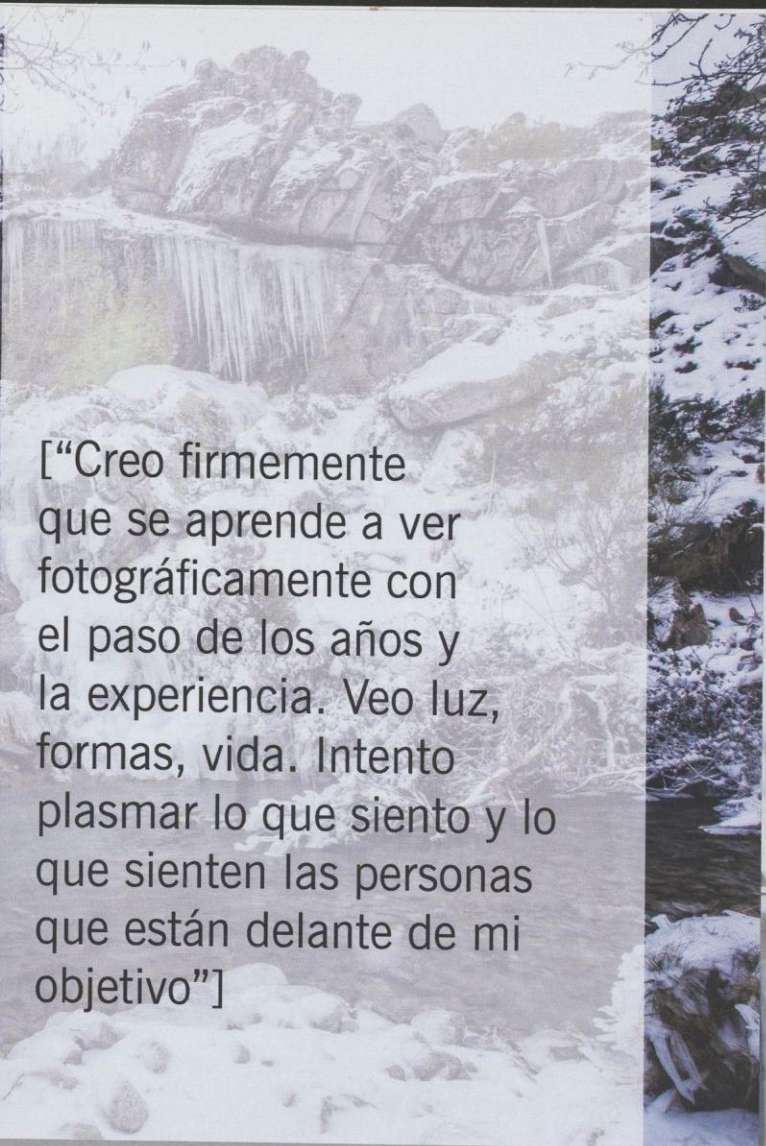 [“Creo firmemente
que se aprende a ver
fotográficamente con
el paso de los años y
la experiencia. Veo luz,
formas, vida. Intento
plasmar lo que siento y lo
que sienten las personas
que están delante de mi
objetivo”]